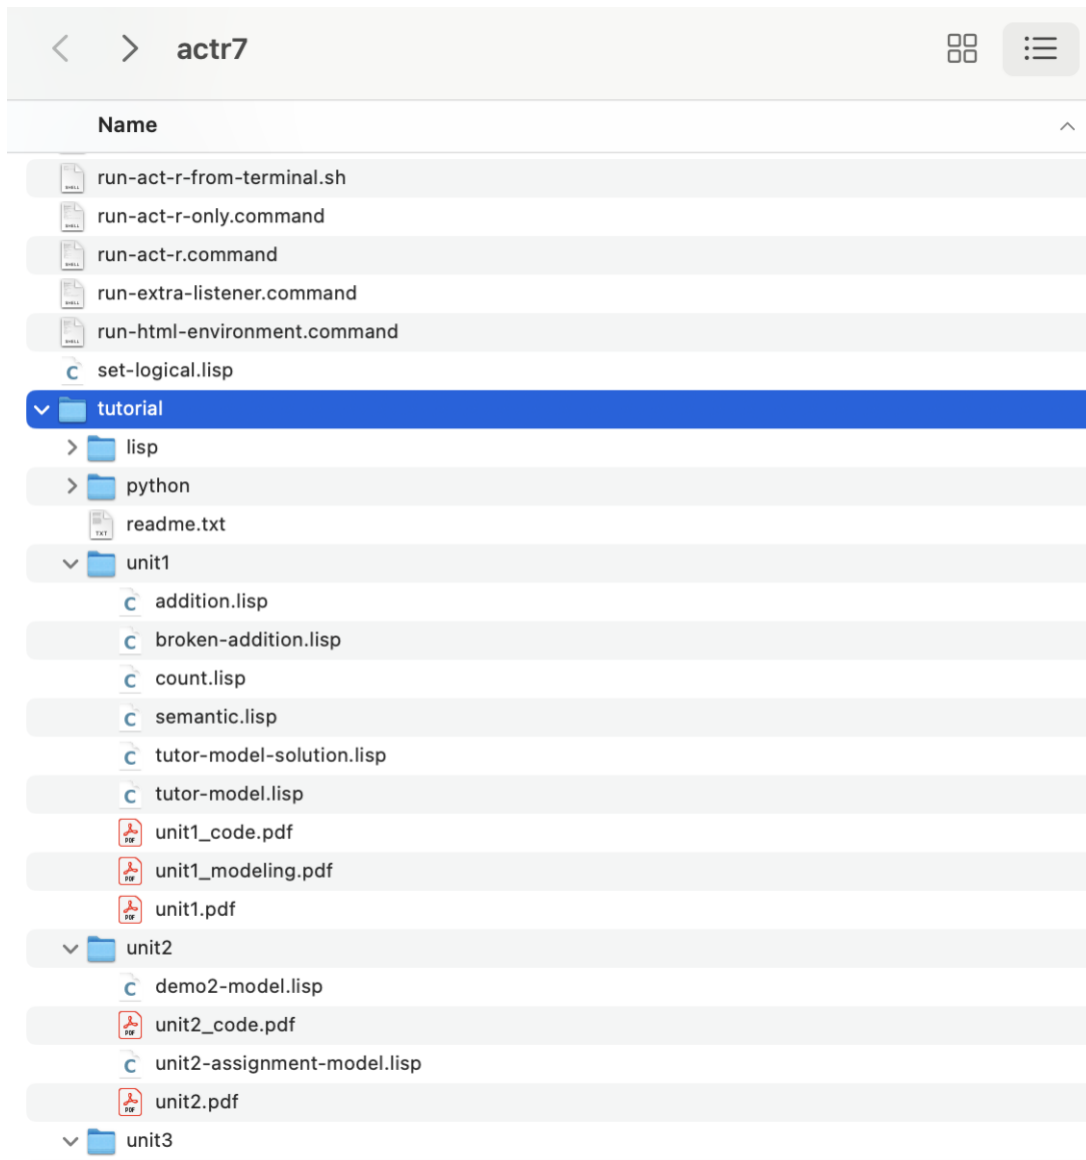 actr7
Name
run-act-r-from-terminal.sh
run-act-r-only.command
run-act-r.command
run-extra-listener.command
run-html-environment.command
set-logical.lisp
tutorial
lisp
python
readme.txt
unit1
addition.lisp
broken-addition.lisp
count.lisp
semantic.lisp
tutor-model-solution.lisp
tutor-model.lisp
unit1_code.pdf
unit1_modeling.pdf
unit1.pdf
unit2
demo2-model.lisp
unit2_code.pdf
unit2-assignment-model.lisp
unit2.pdf
unit3